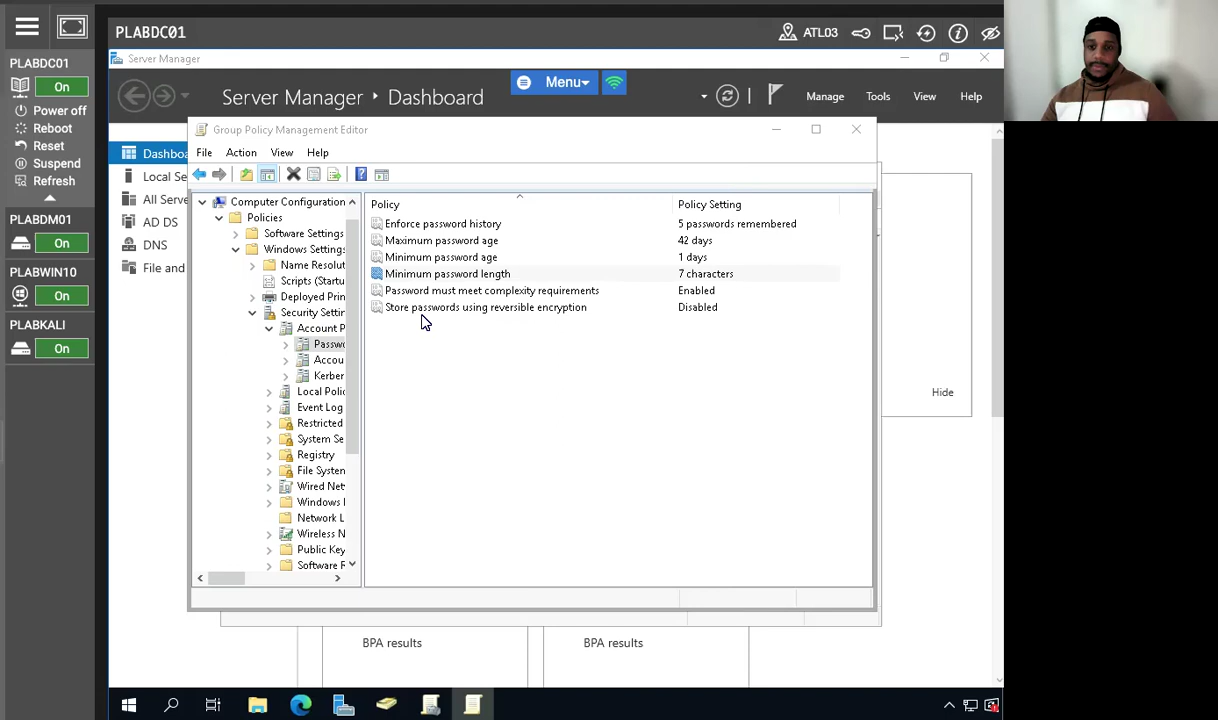 PLABDC01
ATL03
PLABDC01
On
Power off
Reboot
Reset
Suspend
Refresh
PLABDM01
On
PLABWIN10
On
PLABKALI
On
Server Manager
Server Manager • Dashboard
Menu
Manage
Tools
View
Help
Dashboa
Local Se
All Serve
AD DS
DNS
File and
Group Policy Management Editor
File
Action
View
Help
Computer Configuration
Policies
Software Settings
Windows Settings
Name Resolut
Scripts (Startu
Deployed Prin
Security Settin
Account P
Passwo
Accou
Kerber
Local Polic
Event Log
Restricted
System Se
Registry
File System
Wired Net
Windows
Network L
Wireless N
Public Key
Software R
Policy
Policy Setting
Enforce password history
5 passwords remembered
Maximum password age
42 days
Minimum password age
1 days
Minimum password length
7 characters
Password must meet complexity requirements
Enabled
Store passwords using reversible encryption
Disabled
Hide
BPA results
BPA results